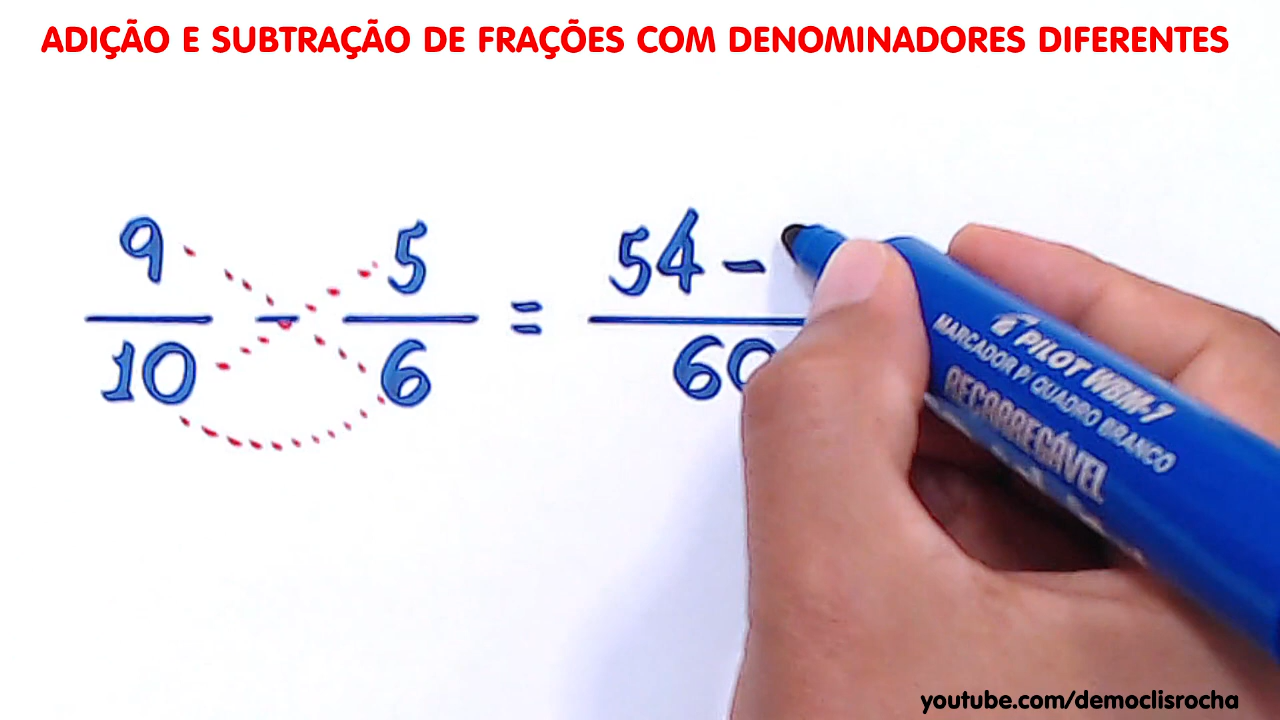 ADIÇÃO E SUBTRAÇÃO DE FRAÇÕES COM DENOMINADORES DIFERENTES
9 5 54 -
— - — = —
10 6 60
PILOT WBM-7
MARCADOR P/ QUADRO BRANCO
RECARREGÁVEL
youtube.com/democlisrocha